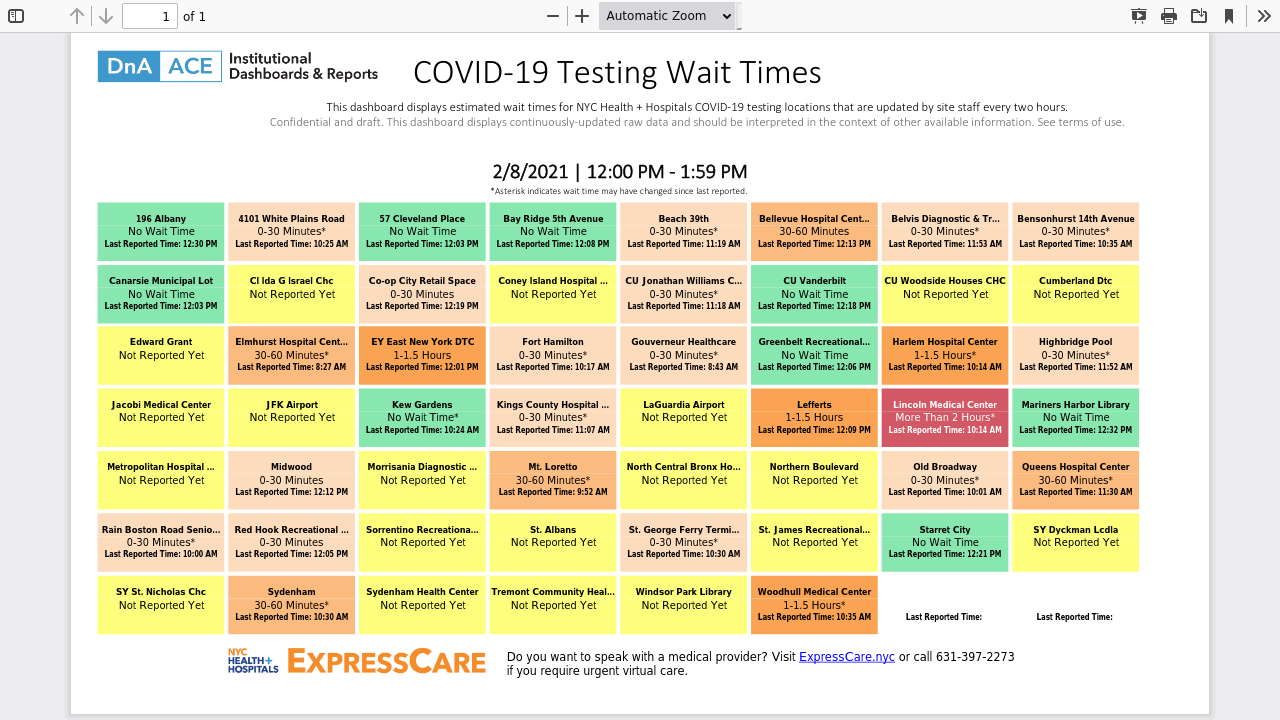 1 of 1 Automatic Zoom
DnA ACE Institutional
Dashboards & Reports
COVID-19 Testing Wait Times
This dashboard displays estimated wait times for NYC Health + Hospitals COVID-19 testing locations that are updated by site staff every two hours.
Confidential and draft. This dashboard displays continuously-updated raw data and should be interpreted in the context of other available information. See terms of use.
2/8/2021 | 12:00 PM - 1:59 PM
*Asterisk indicates wait time may have changed since last reported.
196 Albany
No Wait Time
Last Reported Time: 12:30 PM
4101 White Plains Road
0-30 Minutes*
Last Reported Time: 10:25 AM
57 Cleveland Place
No Wait Time
Last Reported Time: 12:03 PM
Bay Ridge 5th Avenue
No Wait Time
Last Reported Time: 12:08 PM
Beach 39th
0-30 Minutes*
Last Reported Time: 11:19 AM
Bellevue Hospital Cent...
30-60 Minutes
Last Reported Time: 12:13 PM
Belvis Diagnostic & Tr...
0-30 Minutes*
Last Reported Time: 11:53 AM
Bensonhurst 14th Avenue
0-30 Minutes*
Last Reported Time: 10:35 AM
Canarsie Municipal Lot
No Wait Time
Last Reported Time: 12:03 PM
Cl Ida G Israel Chc
Not Reported Yet
Co-op City Retail Space
0-30 Minutes
Last Reported Time: 12:19 PM
Coney Island Hospital ...
Not Reported Yet
CU Jonathan Williams C...
0-30 Minutes*
Last Reported Time: 11:18 AM
CU Vanderbilt
No Wait Time
Last Reported Time: 12:18 PM
CU Woodside Houses CHC
Not Reported Yet
Cumberland Dtc
Not Reported Yet
Edward Grant
Not Reported Yet
Elmhurst Hospital Cent...
30-60 Minutes*
Last Reported Time: 8:27 AM
EY East New York DTC
1-1.5 Hours
Last Reported Time: 12:01 PM
Fort Hamilton
0-30 Minutes*
Last Reported Time: 10:17 AM
Gouverneur Healthcare
0-30 Minutes*
Last Reported Time: 8:43 AM
Greenbelt Recreational...
No Wait Time
Last Reported Time: 12:06 PM
Harlem Hospital Center
1-1.5 Hours*
Last Reported Time: 10:14 AM
Highbridge Pool
0-30 Minutes*
Last Reported Time: 11:52 AM
Jacobi Medical Center
Not Reported Yet
JFK Airport
Not Reported Yet
Kew Gardens
No Wait Time*
Last Reported Time: 10:24 AM
Kings County Hospital ...
0-30 Minutes*
Last Reported Time: 11:07 AM
LaGuardia Airport
Not Reported Yet
Lefferts
1-1.5 Hours
Last Reported Time: 12:09 PM
Lincoln Medical Center
More Than 2 Hours*
Last Reported Time: 10:14 AM
Mariners Harbor Library
No Wait Time
Last Reported Time: 12:32 PM
Metropolitan Hospital ...
Not Reported Yet
Midwood
0-30 Minutes
Last Reported Time: 12:12 PM
Morrisania Diagnostic ...
Not Reported Yet
Mt. Loretto
30-60 Minutes*
Last Reported Time: 9:52 AM
North Central Bronx Ho...
Not Reported Yet
Northern Boulevard
Not Reported Yet
Old Broadway
0-30 Minutes*
Last Reported Time: 10:01 AM
Queens Hospital Center
30-60 Minutes*
Last Reported Time: 11:30 AM
Rain Boston Road Senio...
0-30 Minutes*
Last Reported Time: 10:00 AM
Red Hook Recreational ...
0-30 Minutes
Last Reported Time: 12:05 PM
Sorrentino Recreationa...
Not Reported Yet
St. Albans
Not Reported Yet
St. George Ferry Termi...
0-30 Minutes*
Last Reported Time: 10:30 AM
St. James Recreational...
Not Reported Yet
Starret City
No Wait Time
Last Reported Time: 12:21 PM
SY Dyckman Lcdla
Not Reported Yet
SY St. Nicholas Chc
Not Reported Yet
Sydenham
30-60 Minutes*
Last Reported Time: 10:30 AM
Sydenham Health Center
Not Reported Yet
Tremont Community Heal...
Not Reported Yet
Windsor Park Library
Not Reported Yet
Woodhull Medical Center
1-1.5 Hours*
Last Reported Time: 10:35 AM
Last Reported Time:
Last Reported Time:
NYC
HEALTH+
HOSPITALS
EXPRESSCARE
Do you want to speak with a medical provider? Visit ExpressCare.nyc or call 631-397-2273
if you require urgent virtual care.